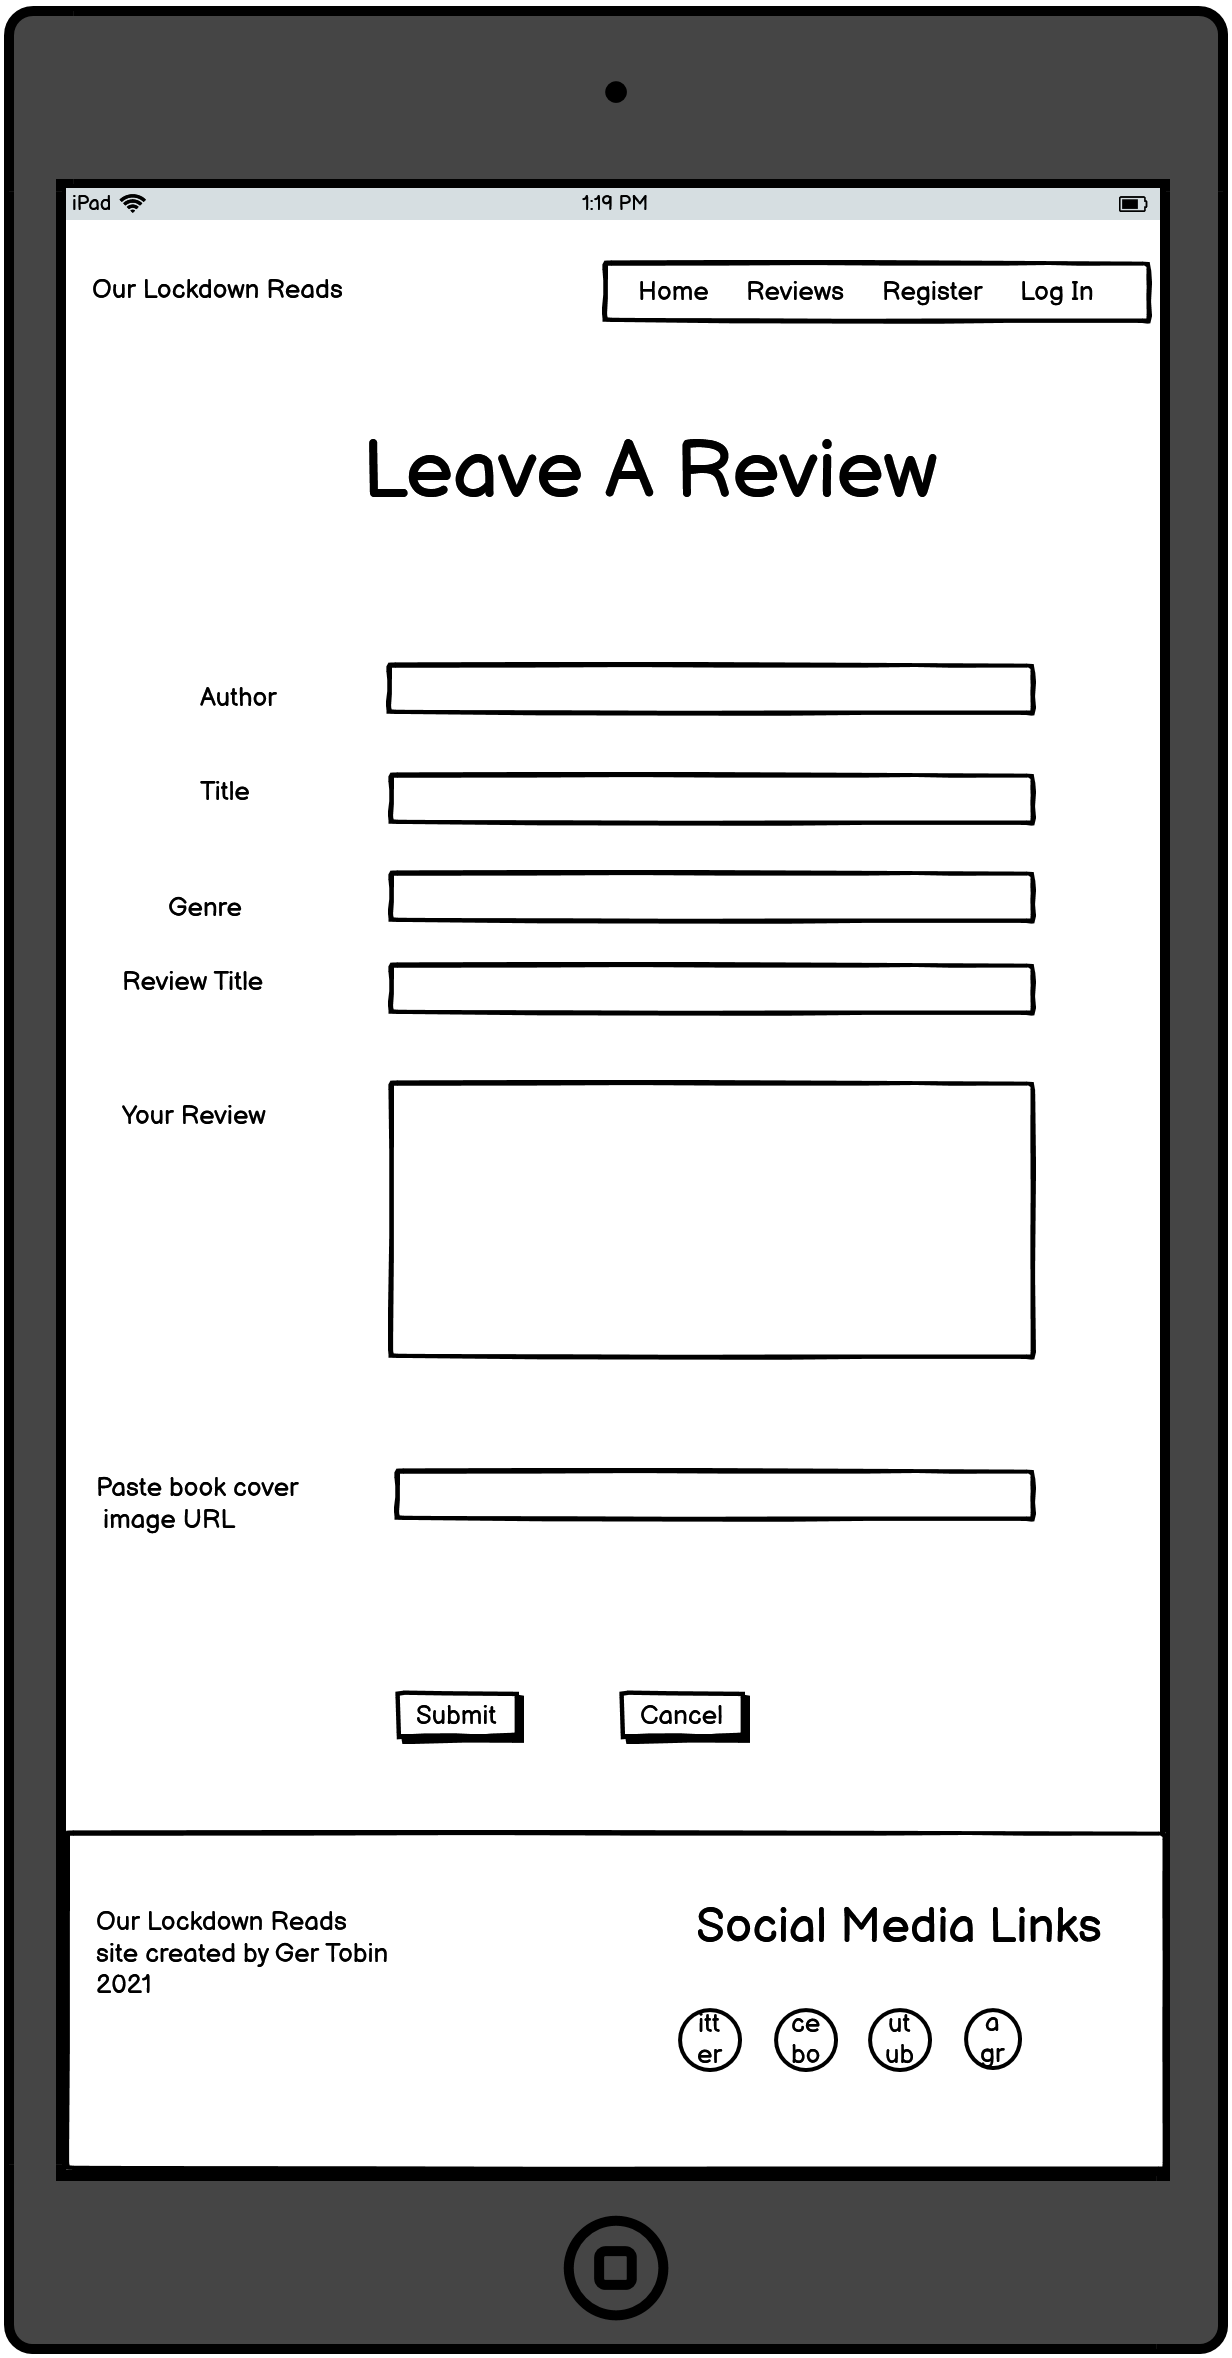 iPad 1:19 PM
Our Lockdown Reads
Home Reviews Register Log In
Leave A Review
Author
Title
Genre
Review Title
Your Review
Paste book cover
image URL
Submit Cancel
Our Lockdown Reads
site created by Ger Tobin
2021
Social Media Links
itt ce ut a
er bo ub gr